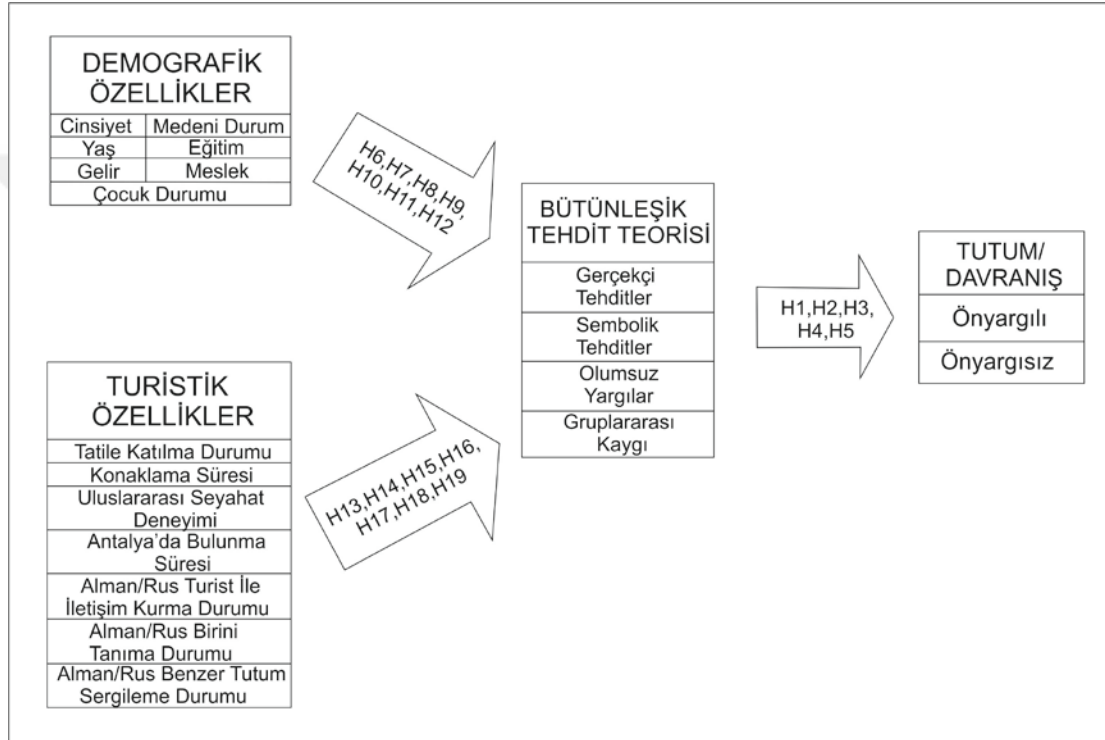 DEMOGRAFİK
ÖZELLİKLER
Cinsiyet Medeni Durum
Yaş Eğitim
Gelir Meslek
Çocuk Durumu
H6,H7,H8,H9,
H10,H11,H12
TURİSTİK
ÖZELLİKLER
Tatile Katılma Durumu
Konaklama Süresi
Uluslararası Seyahat
Deneyimi
Antalya'da Bulunma
Süresi
Alman/Rus Turist İle
İletişim Kurma Durumu
Alman/Rus Birini
Tanıma Durumu
Alman/Rus Benzer Tutum
Sergileme Durumu
H13,H14,H15,H16,
H17,H18,H19
BÜTÜNLEŞİK
TEHDİT TEORİSİ
Gerçekçi
Tehditler
Sembolik
Tehditler
Olumsuz
Yargılar
Gruplararası
Kaygı
H1,H2,H3,
H4,H5
TUTUM/
DAVRANIŞ
Önyargılı
Önyargısız